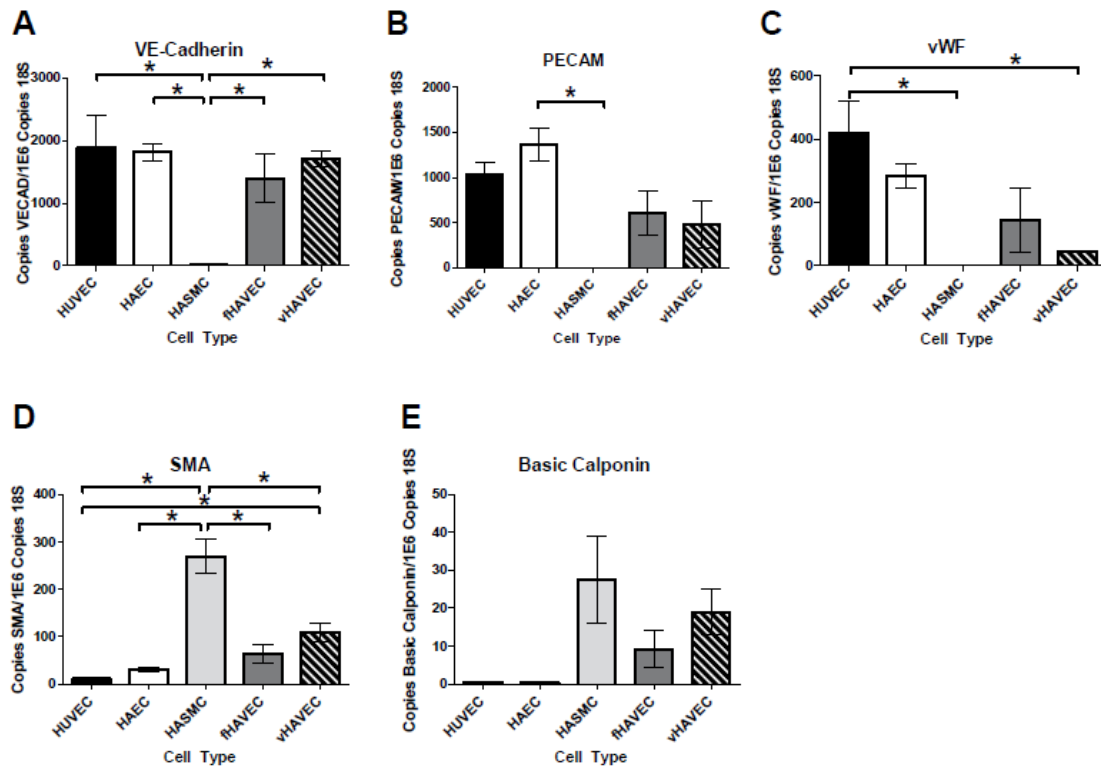 A
VE-Cadherin
* *
* *
Copies VECAD/1E6 Copies 18S
3000
2000
1000
0
HUVEC
HAEC
HASMC
fHAVEC
vHAVEC
Cell Type
B
PECAM
*
Copies PECAM/1E6 Copies 18S
2000
1500
1000
500
0
HUVEC
HAEC
HASMC
fHAVEC
vHAVEC
Cell Type
C
vWF
*
*
Copies vWF/1E6 Copies 18S
600
400
200
0
HUVEC
HAEC
HASMC
fHAVEC
vHAVEC
Cell Type
D
SMA
* *
*
* *
Copies SMA/1E6 Copies 18S
400
300
200
100
0
HUVEC
HAEC
HASMC
fHAVEC
vHAVEC
Cell Type
E
Basic Calponin
Copies Basic Calponin/1E6 Copies 18S
50
40
30
20
10
0
HUVEC
HAEC
HASMC
fHAVEC
vHAVEC
Cell Type